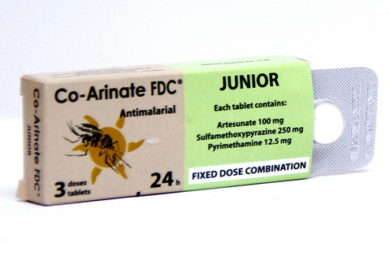 Co-Arinate FDC®
JUNIOR
Co-Arinate FDC®
Antimalarial
3 doses
tablets
24 h
JUNIOR
Each tablet contains:
Artesunate 100 mg
Sulfamethoxypyrazine 250 mg
Pyrimethamine 12.5 mg
FIXED DOSE COMBINATION